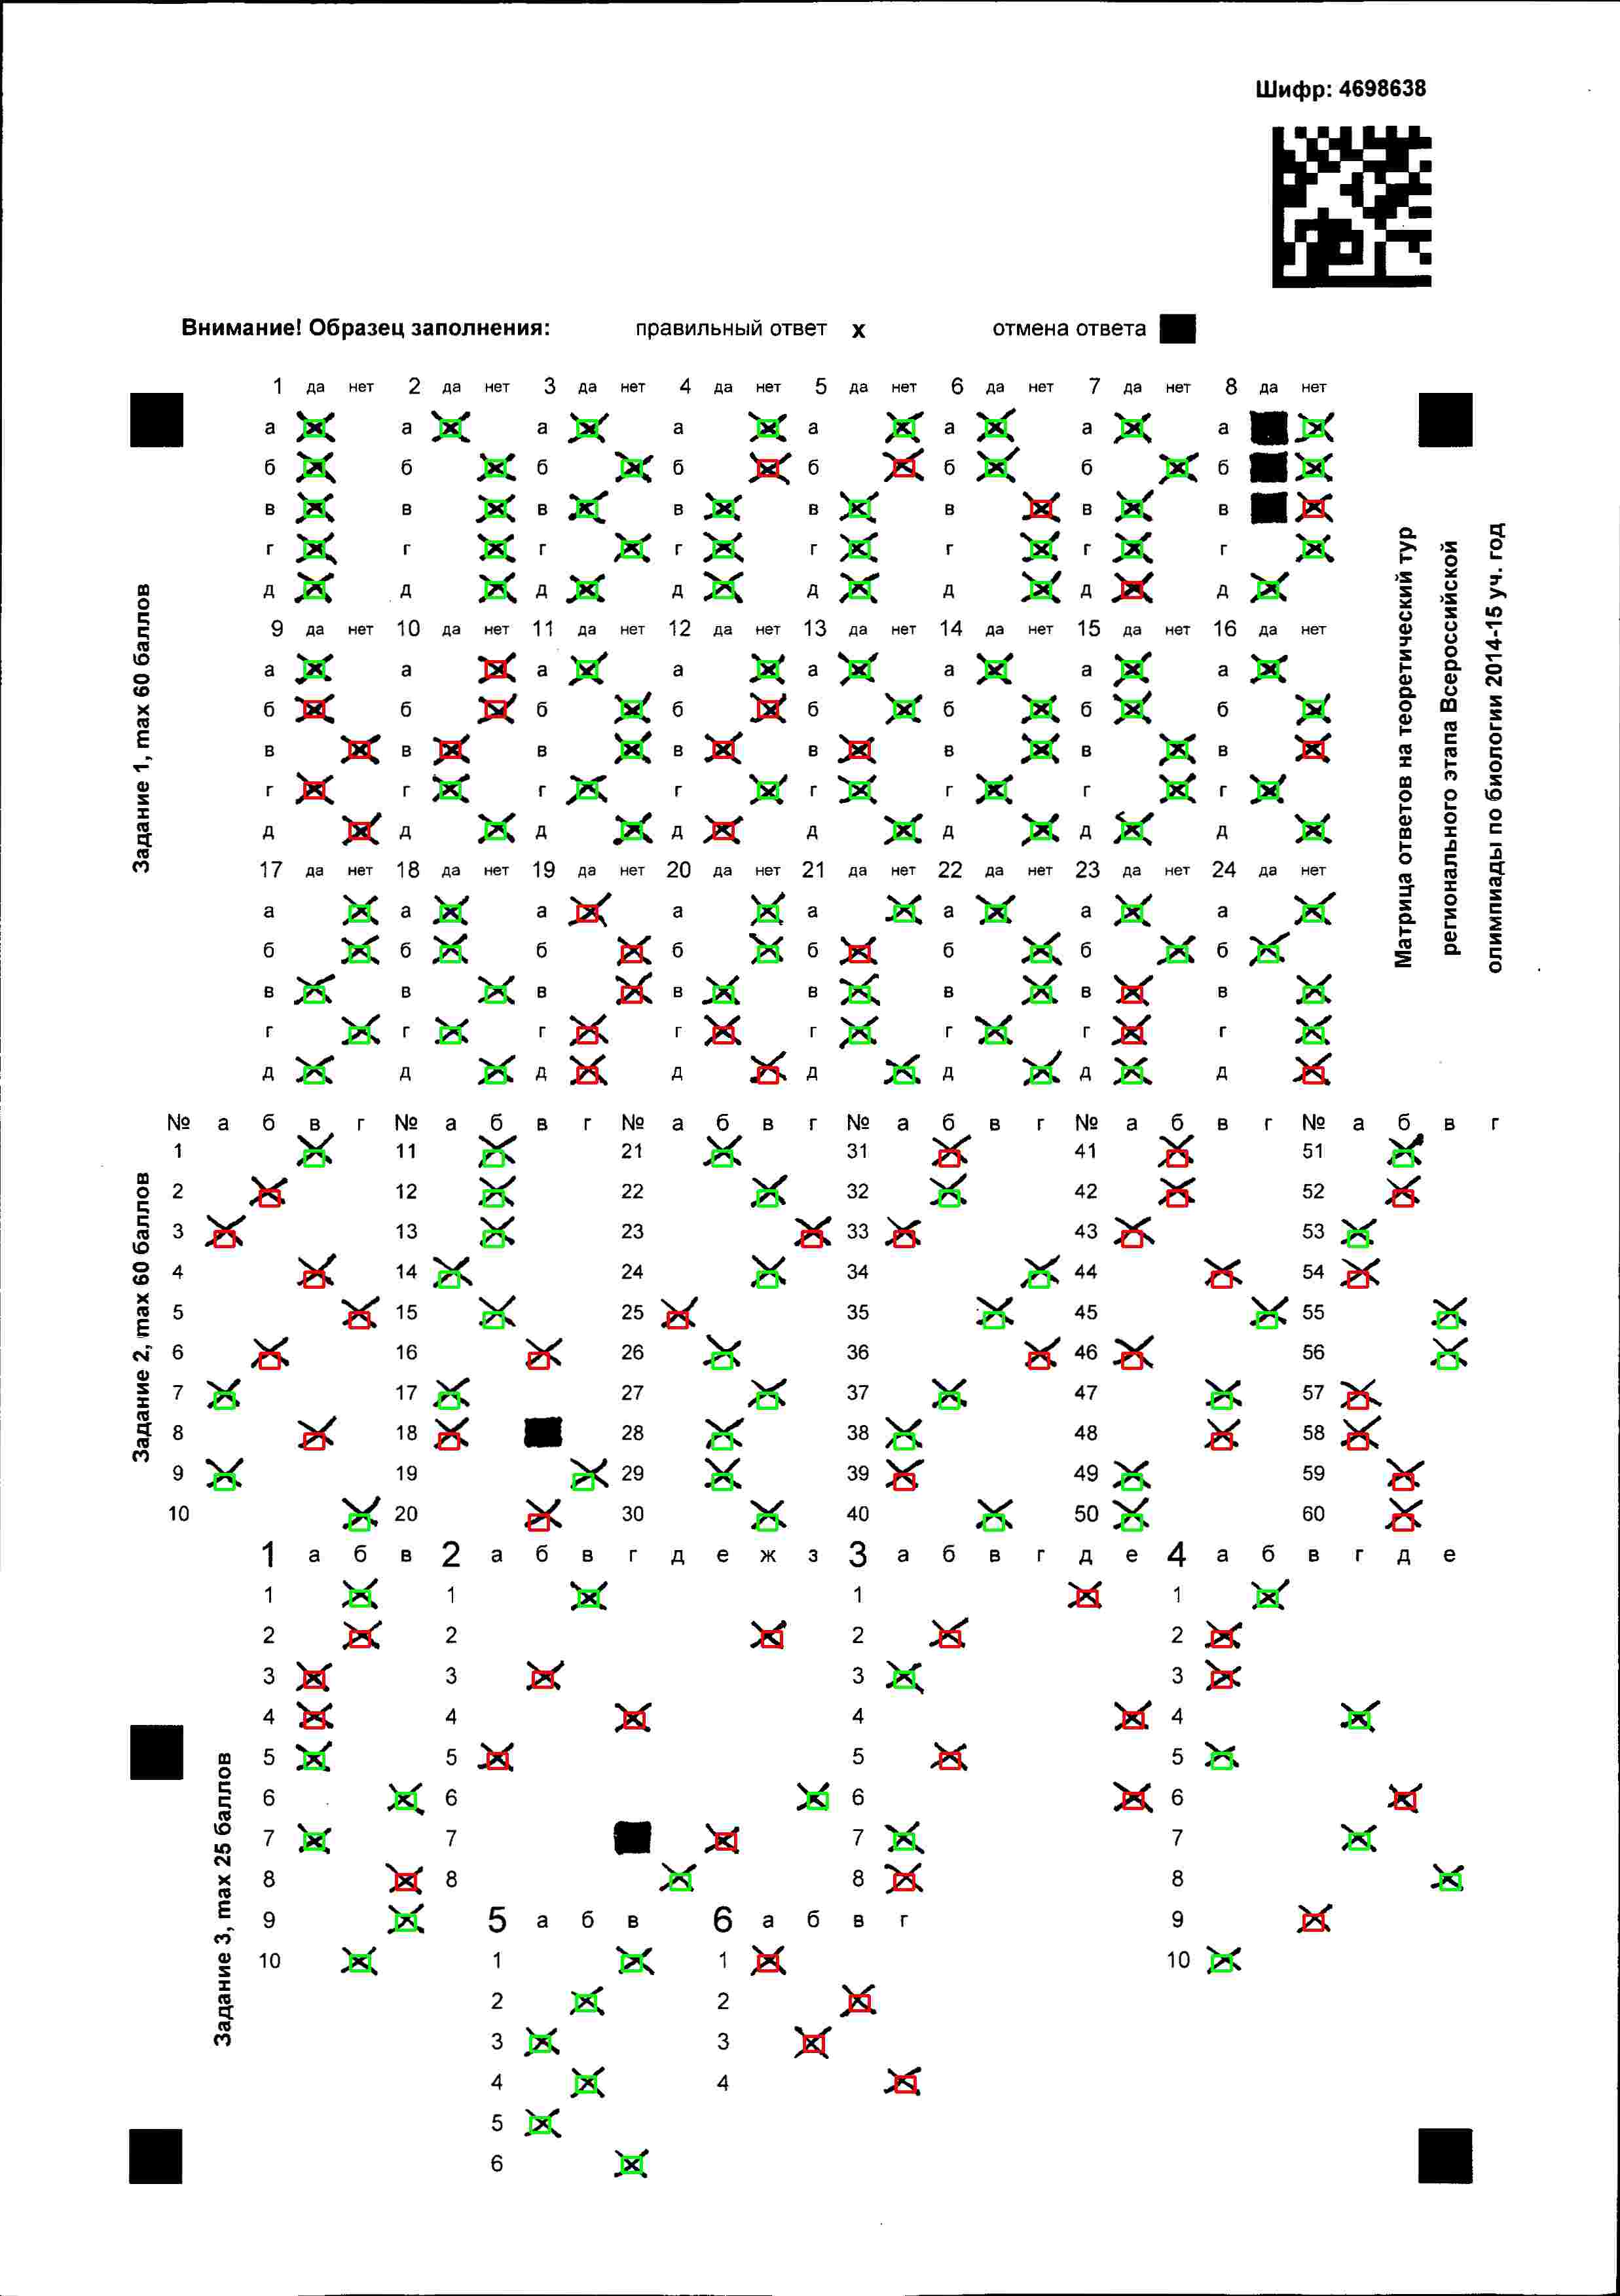 Шифр: 4698638
Внимание! Образец заполнения: правильный ответ х отмена ответа
Задание 1, max 60 баллов
1 да нет 2 да нет 3 да нет 4 да нет 5 да нет 6 да нет 7 да нет 8 да нет
а а а а а а а а
б б б б б б б б
в в в в в в в в
г г г г г г г г
д д д д д д д д
9 да нет 10 да нет 11 да нет 12 да нет 13 да нет 14 да нет 15 да нет 16 да нет
а а а а а а а а
б б б б б б б б
в в в в в в в в
г г г г г г г г
д д д д д д д д
17 да нет 18 да нет 19 да нет 20 да нет 21 да нет 22 да нет 23 да нет 24 да нет
а а а а а а а а
б б б б б б б б
в в в в в в в в
г г г г г г г г
д д д д д д д д
Матрица ответов на теоретический тур
регионального этапа Всероссийской
олимпиады по биологии 2014-15 уч. год
Задание 2, max 60 баллов
№ а б в г № а б в г № а б в г № а б в г № а б в г № а б в г
1 11 21 31 41 51
2 12 22 32 42 52
3 13 23 33 43 53
4 14 24 34 44 54
5 15 25 35 45 55
6 16 26 36 46 56
7 17 27 37 47 57
8 18 28 38 48 58
9 19 29 39 49 59
10 20 30 40 50 60
Задание 3, max 25 баллов
1 а б в 2 а б в г д е ж з 3 а б в г д е 4 а б в г д е
1 1 1 1
2 2 2 2
3 3 3 3
4 4 4 4
5 5 5 5
6 6 6 6
7 7 7 7
8 8 8 8
9 5 а б в 6 а б в г 9
10 1 1 10
2 2
3 3
4 4
5
6